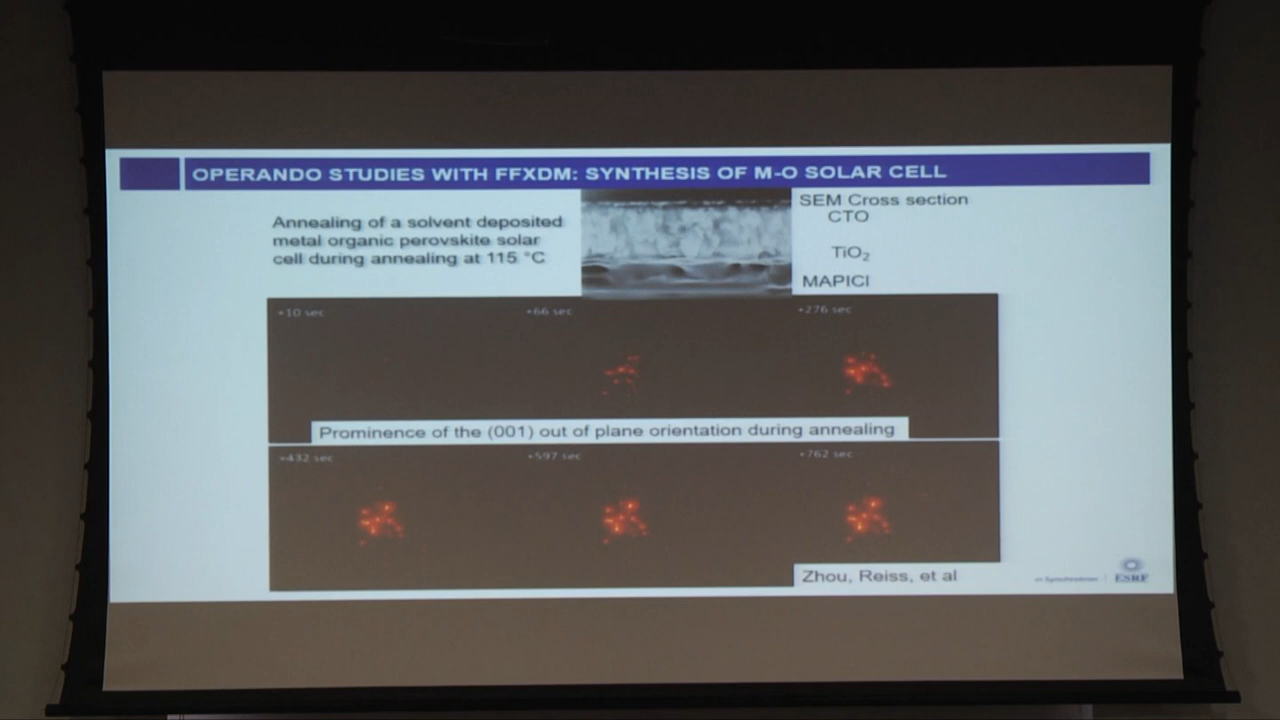 OPERANDO STUDIES WITH FFXDM: SYNTHESIS OF M-O SOLAR CELL
Annealing of a solvent deposited
metal organic perovskite solar
cell during annealing at 115 °C
SEM Cross section
CTO
TiO₂
MAPICl
+10 sec
+66 sec
+276 sec
Prominence of the (001) out of plane orientation during annealing
+432 sec
+597 sec
+762 sec
Zhou, Reiss, et al
ESRF